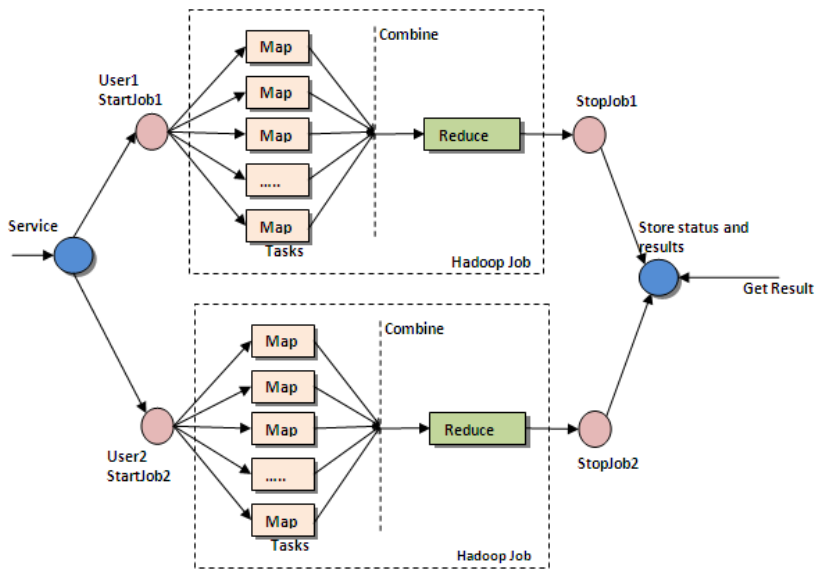 Map
Combine
User1
StartJob1
Map
Map
Reduce
StopJob1
.....
Map
Tasks
Hadoop Job
Service
Store status and
results
Get Result
Map
Combine
Map
Map
Reduce
User2
StartJob2
.....
StopJob2
Map
Tasks
Hadoop Job